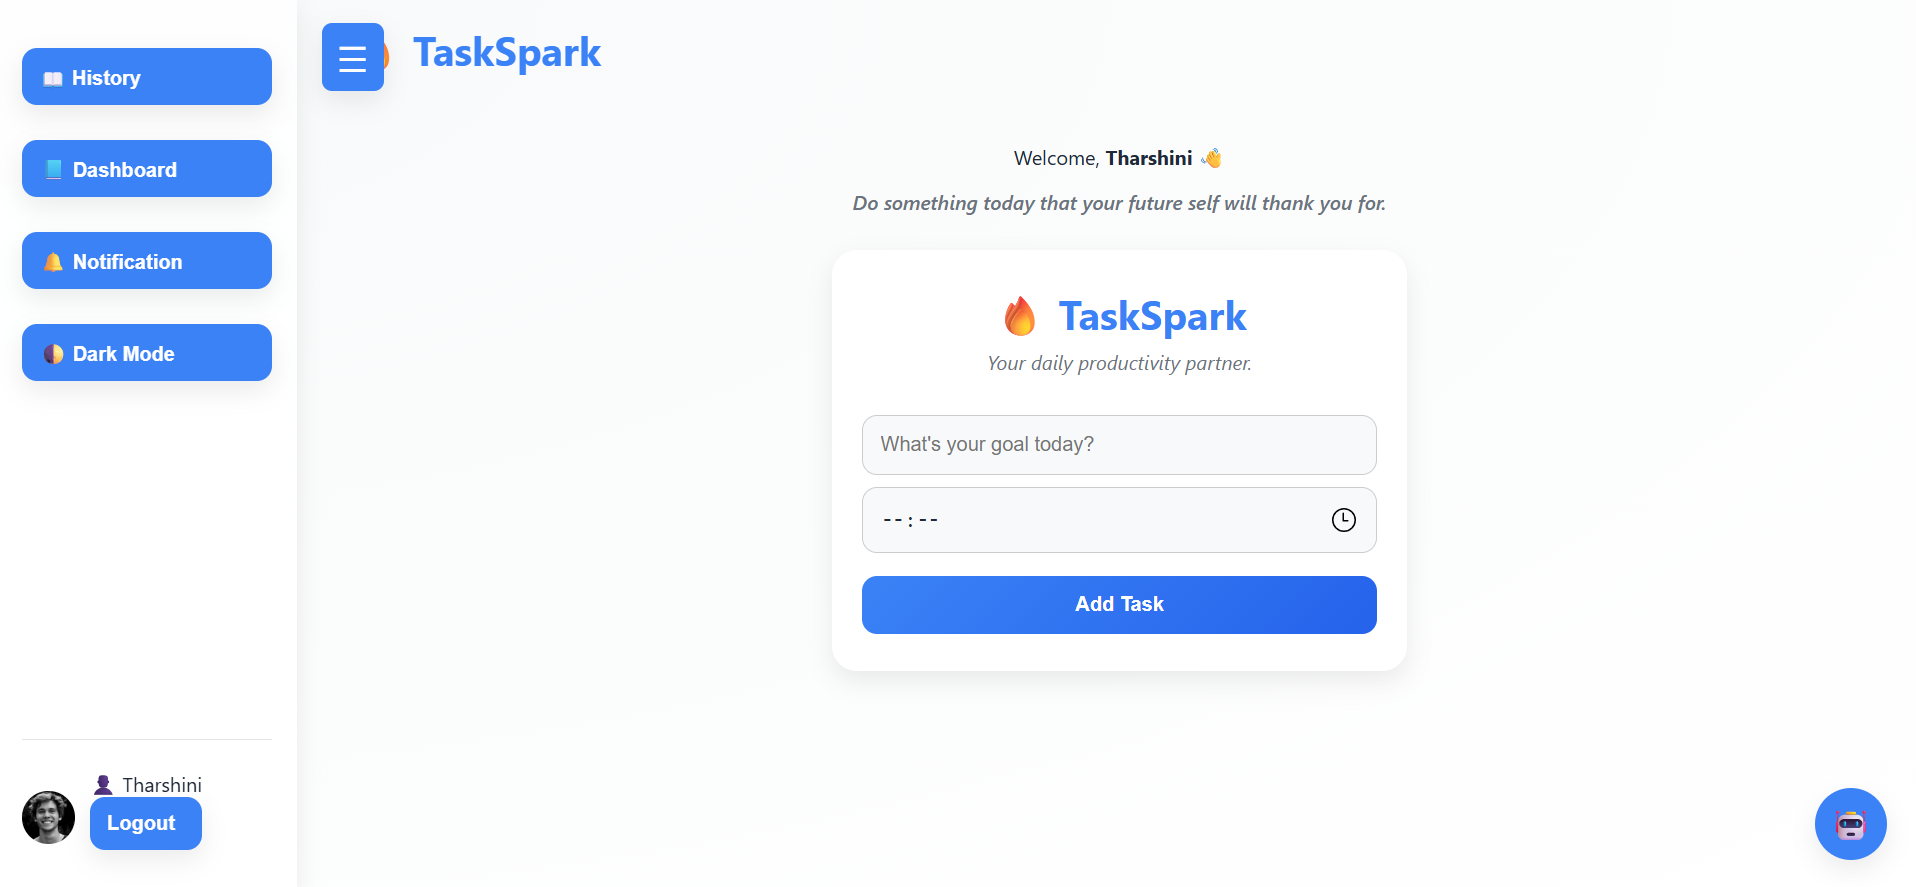 History
Dashboard
Notification
Dark Mode
Tharshini
Logout
TaskSpark
Welcome, Tharshini 👋
Do something today that your future self will thank you for.
TaskSpark
Your daily productivity partner.
What's your goal today?
--:--
Add Task